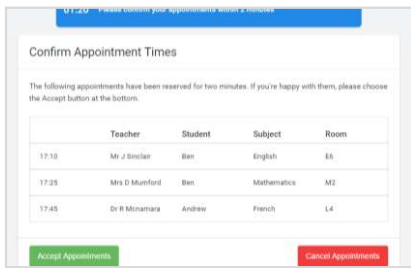 01:20 Please confirm your appointments within 2 minutes
Confirm Appointment Times
The following appointments have been reserved for two minutes. If you're happy with them, please choose
the Accept button at the bottom.
Teacher Student Subject Room
17:10 Mr J Sinclair Ben English E6
17:25 Mrs D Mumford Ben Mathematics M2
17:45 Dr R Mcnamara Andrew French L4
Accept Appointments Cancel Appointments